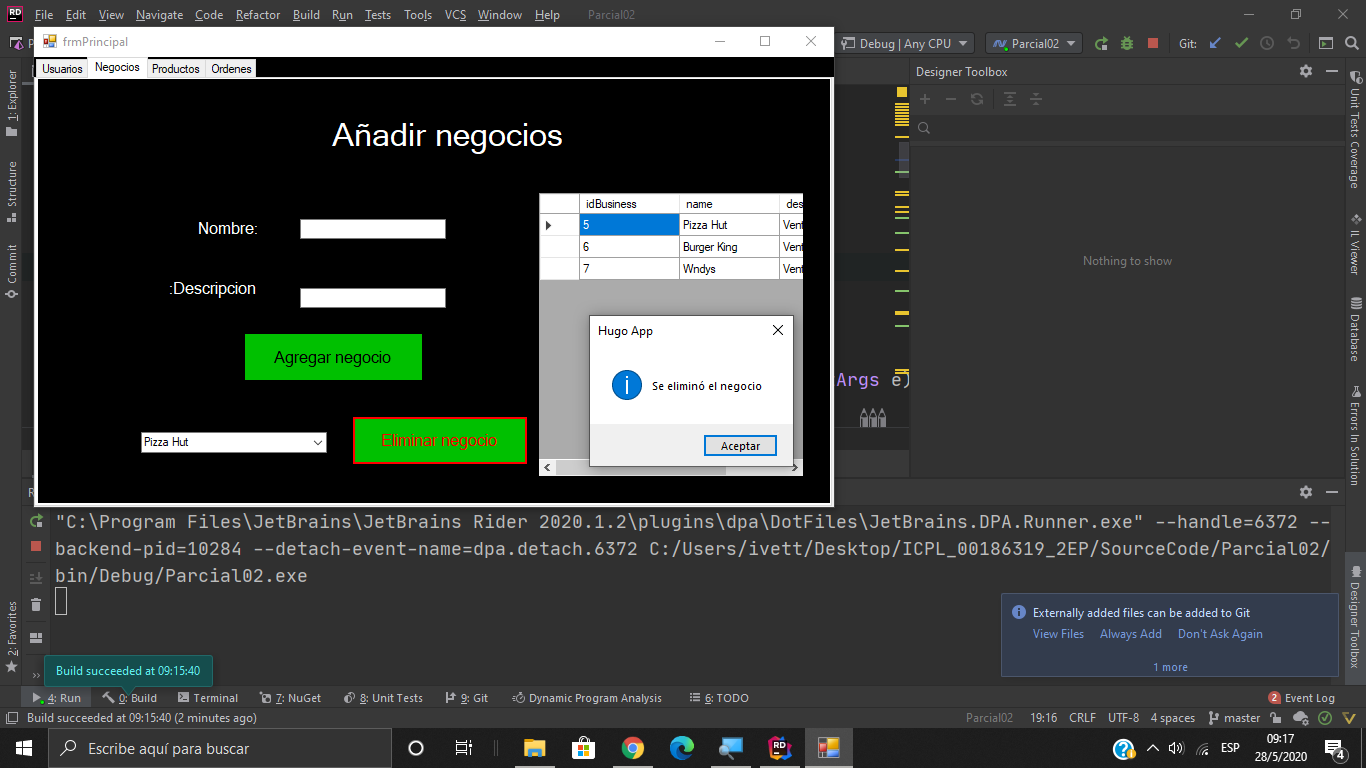 File Edit View Navigate Code Refactor Build Run Tests Tools VCS Window Help Parcial02
frmPrincipal
Debug | Any CPU
Parcial02
Git:
Usuarios Negocios Productos Ordenes
Designer Toolbox
Añadir negocios
Nombre:
:Descripcion
Agregar negocio
Pizza Hut
Eliminar negocio
idBusiness name des
5 Pizza Hut Vent
6 Burger King Vent
7 Wndys Vent
Hugo App
Se eliminó el negocio
Aceptar
Args e)
Nothing to show
1: Explorer
Structure
Commit
2: Favorites
Unit Tests Coverage
IL Viewer
Database
Errors In Solution
Designer Toolbox
"C:\Program Files\JetBrains\JetBrains Rider 2020.1.2\plugins\dpa\DotFiles\JetBrains.DPA.Runner.exe" --handle=6372 --
backend-pid=10284 --detach-event-name=dpa.detach.6372 C:/Users/ivett/Desktop/ICPL_00186319_2EP/SourceCode/Parcial02/
bin/Debug/Parcial02.exe
Externally added files can be added to Git
View Files Always Add Don't Ask Again
1 more
Build succeeded at 09:15:40
4: Run 0: Build Terminal 7: NuGet 8: Unit Tests 9: Git Dynamic Program Analysis 6: TODO 2 Event Log
Build succeeded at 09:15:40 (2 minutes ago) Parcial02 19:16 CRLF UTF-8 4 spaces master
Escribe aquí para buscar
ESP
09:17
28/5/2020
4